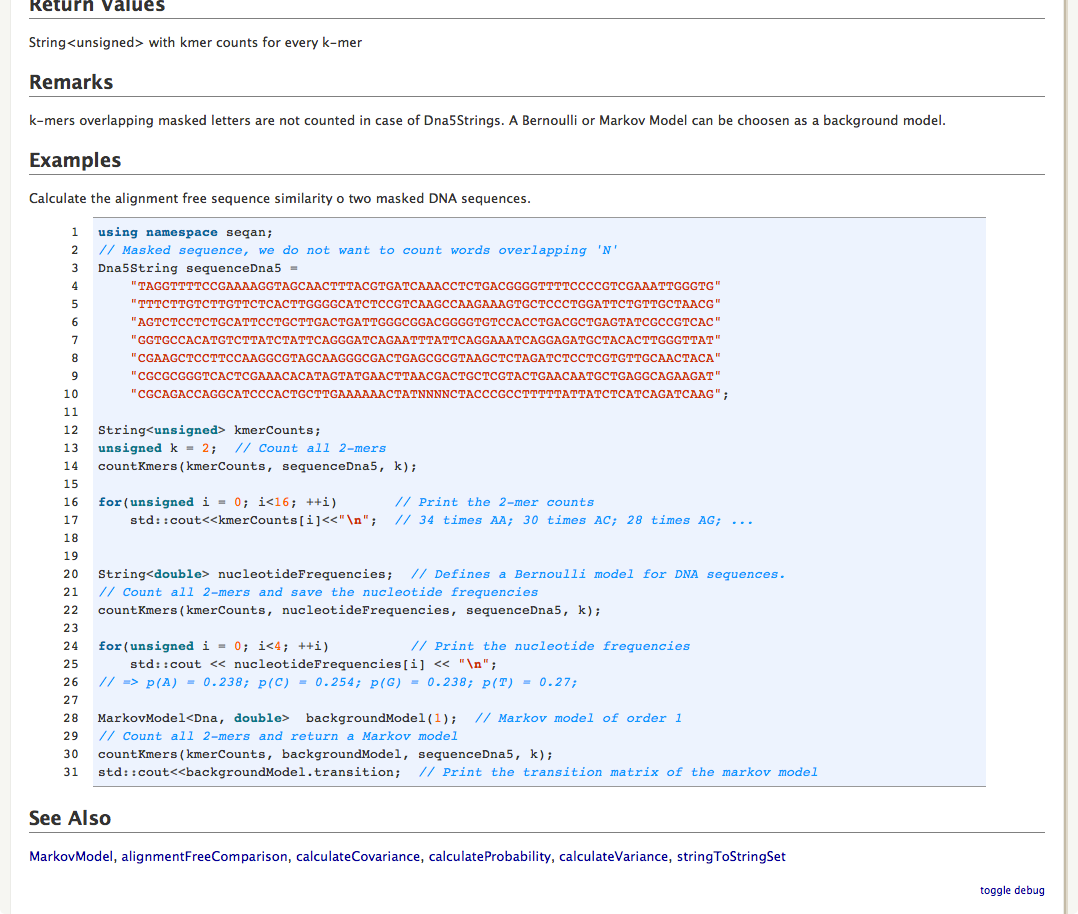 Return Values
String<unsigned> with kmer counts for every k-mer
Remarks
k-mers overlapping masked letters are not counted in case of Dna5Strings. A Bernoulli or Markov Model can be choosen as a background model.
Examples
Calculate the alignment free sequence similarity o two masked DNA sequences.
1 using namespace seqan;
2 // Masked sequence, we do not want to count words overlapping 'N'
3 Dna5String sequenceDna5 =
4 "TAGGTTTTCCGAAAAGGTAGCAACTTTACGTGATCAAACCTCTGACGGGGTTTTCCCCGTCGAAATTGGGTG"
5 "TTTCTTGTCTTGTTCTCACTTGGGGCATCTCCGTCAAGCCAAGAAAGTGCTCCCTGGATTCTGTTGCTAACG"
6 "AGTCTCCTCTGCATTCCTGCTTGACTGATTGGGCGGACGGGGTGTCCACCTGACGCTGAGTATCGCCGTCAC"
7 "GGTGCCACATGTCTTATCTATTCAGGGATCAGAATTTATTCAGGAAATCAGGAGATGCTACACTTGGGTTAT"
8 "CGAAGCTCCTTCCAAGGCGTAGCAAGGGCGACTGAGCGCGTAAGCTCTAGATCTCCTCGTGTTGCAACTACA"
9 "CGCGCGGGTCACTCGAAACACATAGTATGAACTTAACGACTGCTCGTACTGAACAATGCTGAGGCAGAAGAT"
10 "CGCAGACCAGGCATCCCACTGCTTGAAAAAACTATNNNNCTACCCGCCTTTTTATTATCTCATCAGATCAAG";
11
12 String<unsigned> kmerCounts;
13 unsigned k = 2; // Count all 2-mers
14 countKmers(kmerCounts, sequenceDna5, k);
15
16 for(unsigned i = 0; i<16; ++i) // Print the 2-mer counts
17 std::cout<<kmerCounts[i]<<"\n"; // 34 times AA; 30 times AC; 28 times AG; ...
18
19
20 String<double> nucleotideFrequencies; // Defines a Bernoulli model for DNA sequences.
21 // Count all 2-mers and save the nucleotide frequencies
22 countKmers(kmerCounts, nucleotideFrequencies, sequenceDna5, k);
23
24 for(unsigned i = 0; i<4; ++i) // Print the nucleotide frequencies
25 std::cout << nucleotideFrequencies[i] << "\n";
26 // => p(A) = 0.238; p(C) = 0.254; p(G) = 0.238; p(T) = 0.27;
27
28 MarkovModel<Dna, double> backgroundModel(1); // Markov model of order 1
29 // Count all 2-mers and return a Markov model
30 countKmers(kmerCounts, backgroundModel, sequenceDna5, k);
31 std::cout<<backgroundModel.transition; // Print the transition matrix of the markov model
See Also
MarkovModel, alignmentFreeComparison, calculateCovariance, calculateProbability, calculateVariance, stringToStringSet
toggle debug